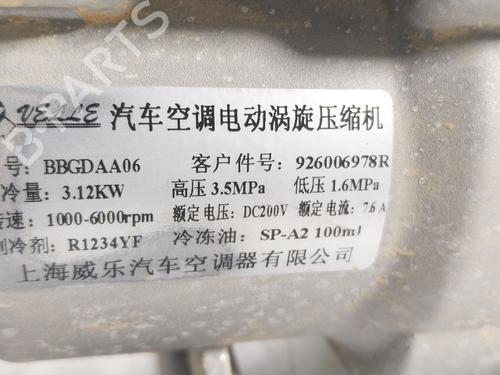 VELLE 汽车空调电动涡旋压缩机
号: BBGDAA06 客户件号: 926006978R
冷量: 3.12KW 高压 3.5MPa 低压 1.6MPa
转速: 1000-6000rpm 额定电压: DC200V 额定电流: 7.6A
制冷剂: R1234YF 冷冻油: SP-A2 100ml
上海威乐汽车空调器有限公司
B-PARTS